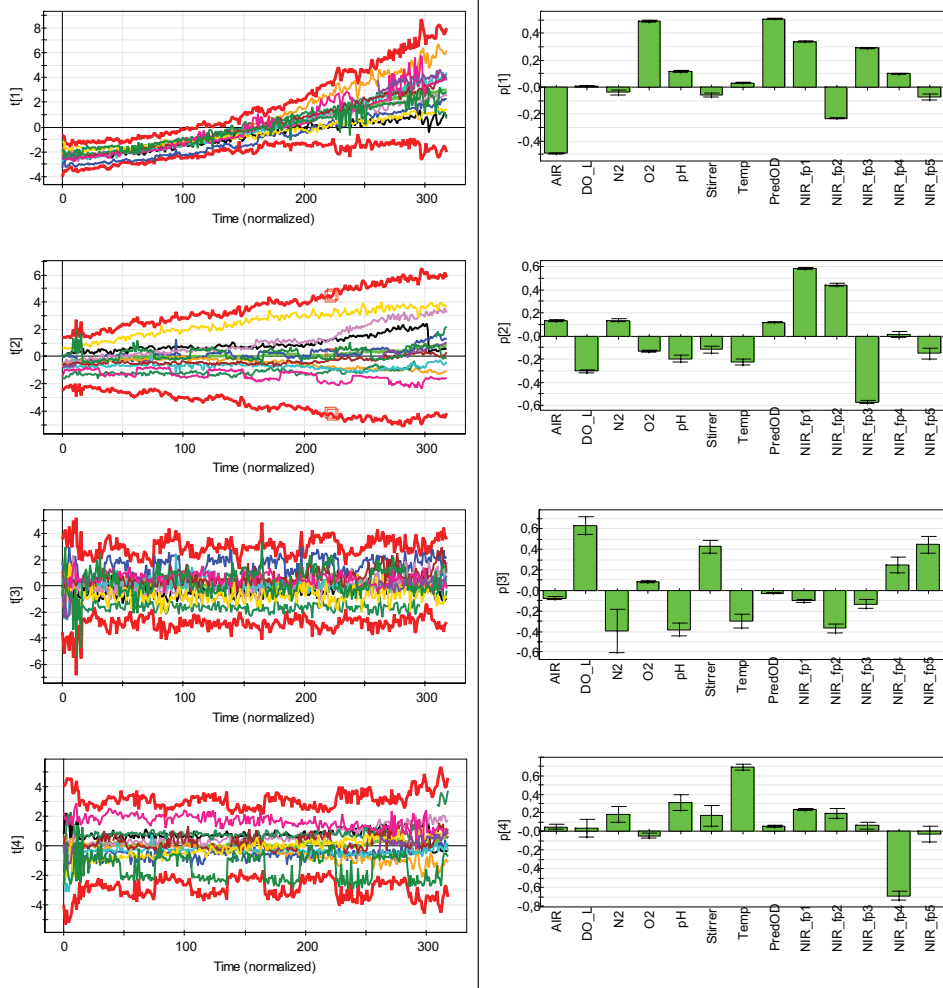 8
6
4
2
0
-2
-4
t[1]
0 100 200 300
Time (normalized)
0,4
0,2
-0,0
-0,2
0,4
p[1]
AIR DO_L N2 O2 pH Stirrer Temp PredOD NIR_fp1 NIR_fp2 NIR_fp3 NIR_fp4 NIR_fp5
6
4
2
0
-2
-4
t[2]
0 100 200 300
Time (normalized)
0,6
0,4
0,2
-0,0
-0,2
-0,4
-0,6
p[2]
AIR DO_L N2 O2 pH Stirrer Temp PredOD NIR_fp1 NIR_fp2 NIR_fp3 NIR_fp4 NIR_fp5
4
2
0
-2
-4
-6
t[3]
0 100 200 300
Time (normalized)
0,6
0,4
0,2
-0,0
-0,2
-0,4
-0,6
p[3]
AIR DO_L N2 O2 pH Stirrer Temp PredOD NIR_fp1 NIR_fp2 NIR_fp3 NIR_fp4 NIR_fp5
4
2
0
-2
-4
t[4]
0 100 200 300
Time (normalized)
0,6
0,4
0,2
-0,0
-0,2
-0,4
-0,6
-0,8
p[4]
AIR DO_L N2 O2 pH Stirrer Temp PredOD NIR_fp1 NIR_fp2 NIR_fp3 NIR_fp4 NIR_fp5